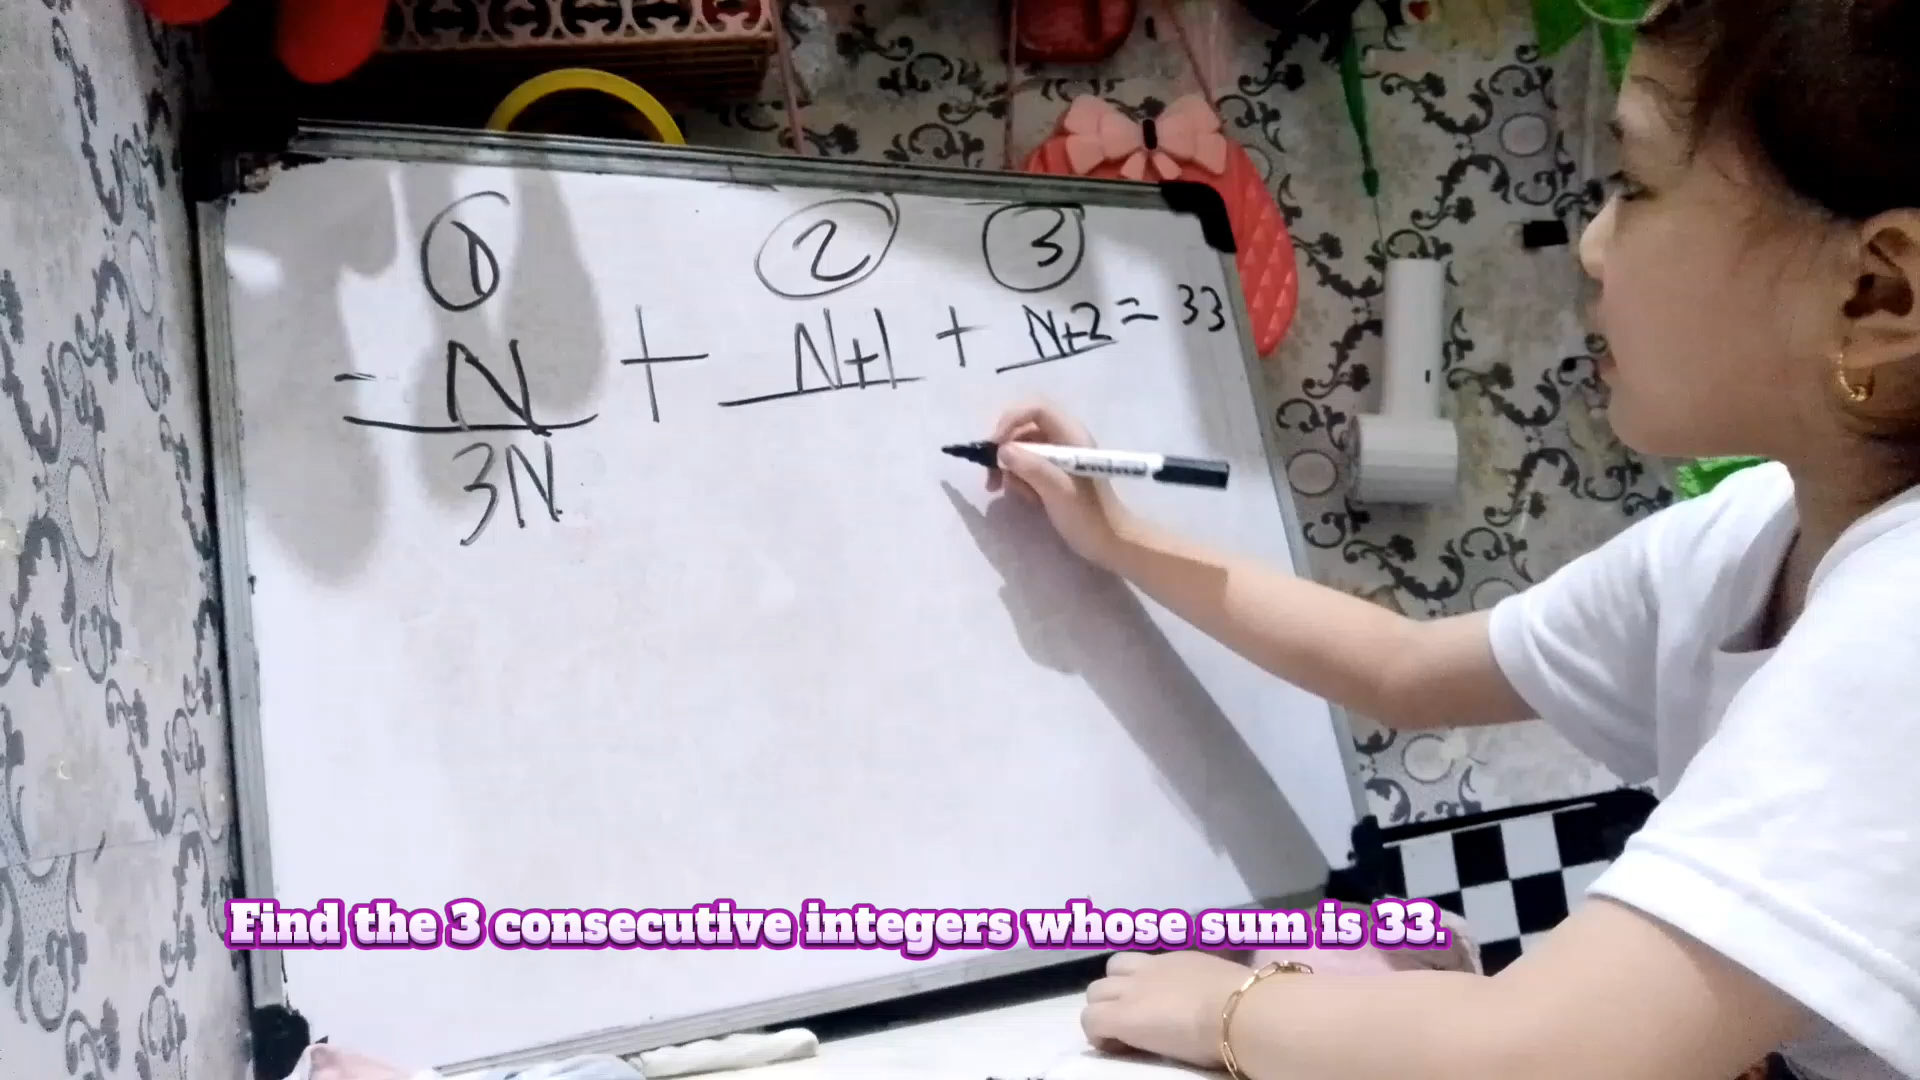 1 2 3
= N + N+1 + N+2 = 33
3N
Find the 3 consecutive integers whose sum is 33.